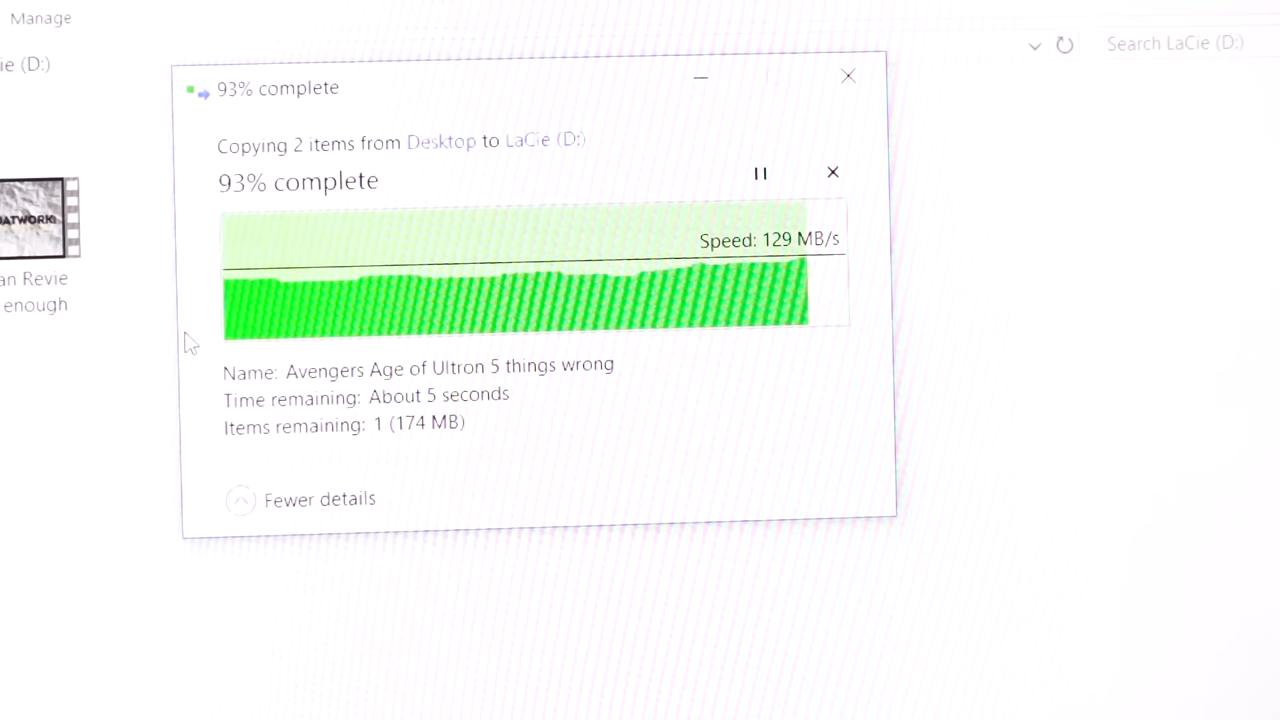 Manage
ie (D:)
Search LaCie (D:)
93% complete
Copying 2 items from Desktop to LaCie (D:)
93% complete
Speed: 129 MB/s
Name: Avengers Age of Ultron 5 things wrong
Time remaining: About 5 seconds
Items remaining: 1 (174 MB)
Fewer details
ATWORK
an Revie
enough